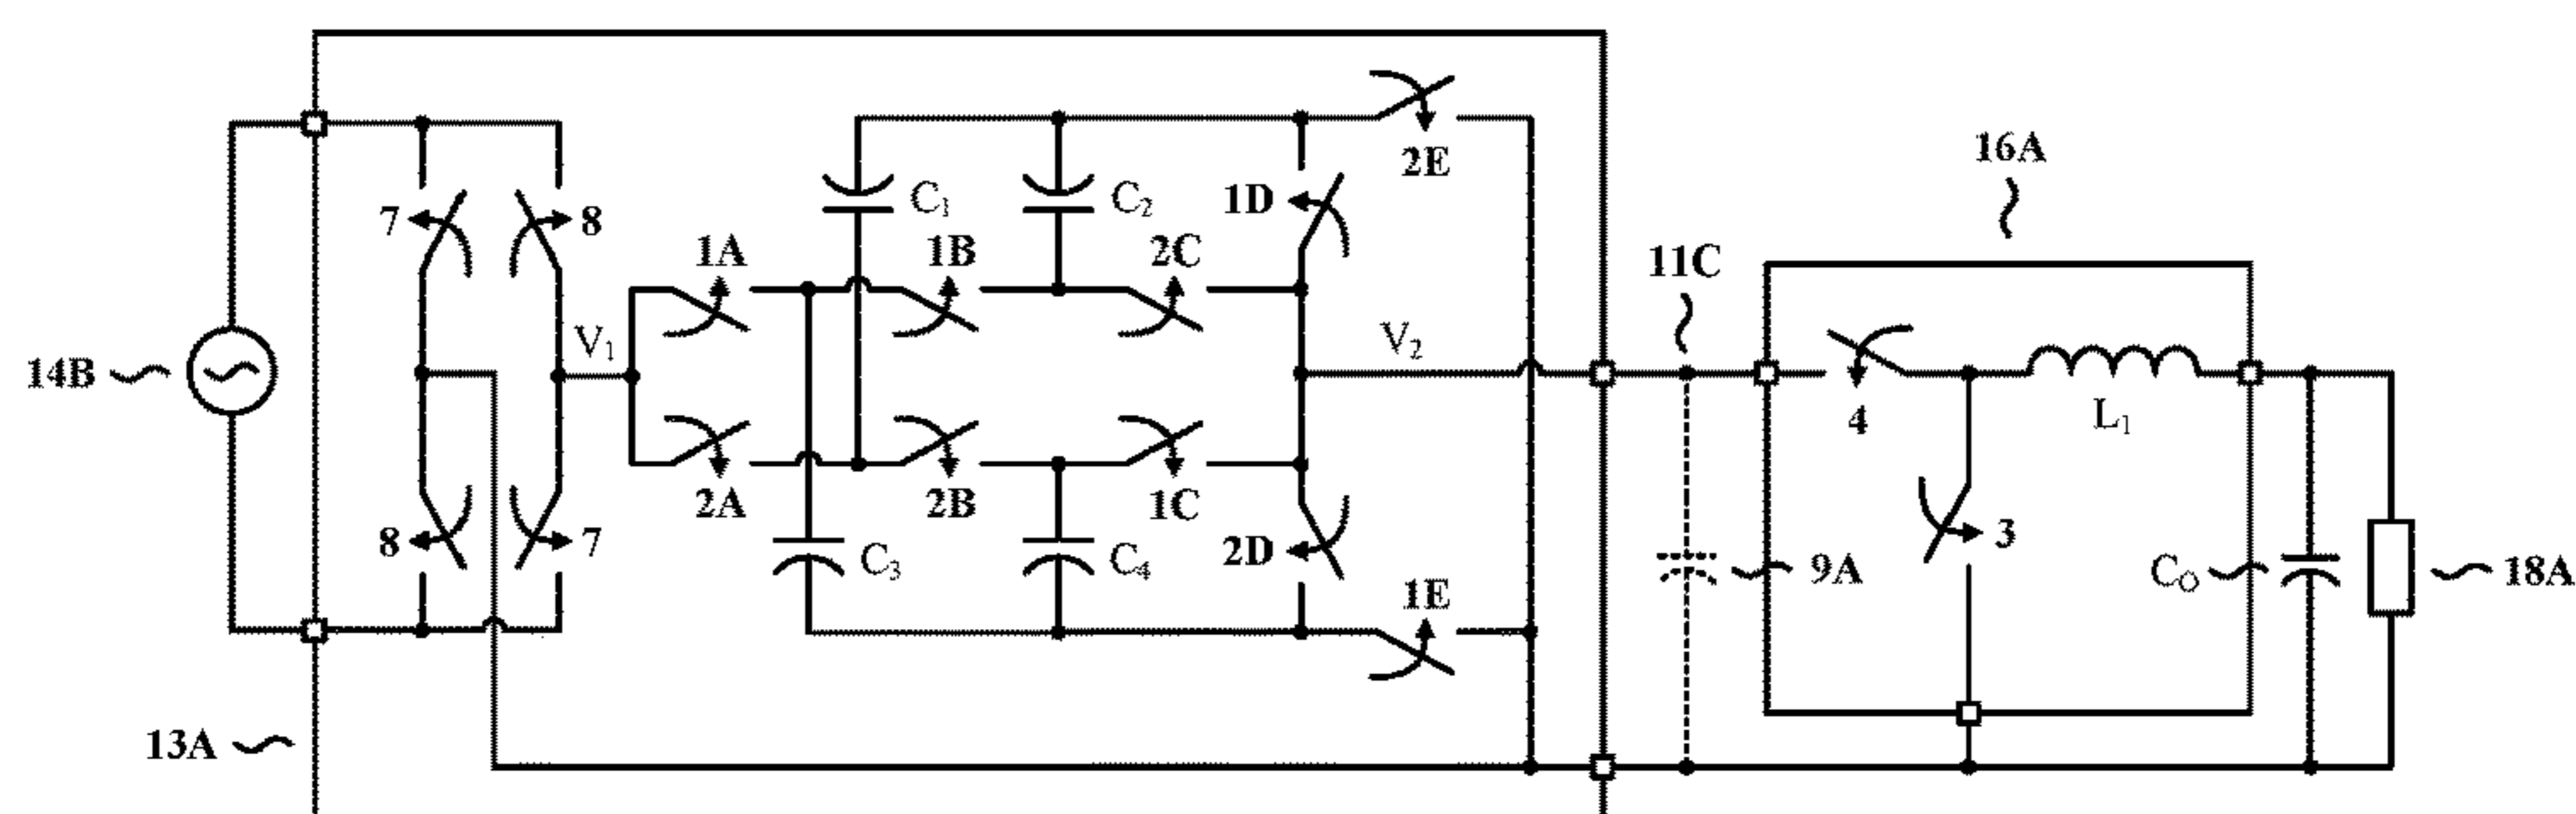 2E
16A
7
8
C₁
C₂
1D
1A
1B
2C
11C
V₁
V₂
14B
4
L₁
2A
2B
1C
8
7
C₃
C₄
2D
3
9A
C_O
18A
1E
13A